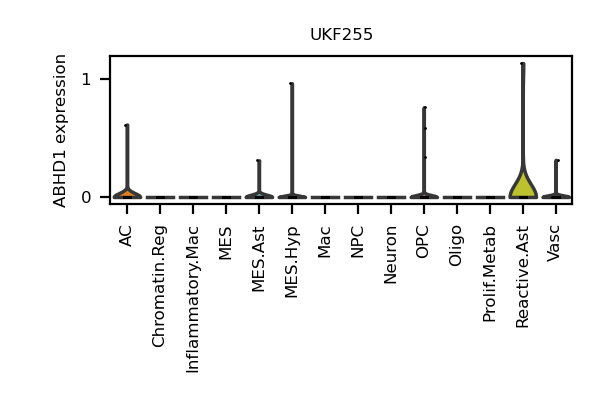 UKF255
ABHD1 expression
1
0
AC
Chromatin.Reg
Inflammatory.Mac
MES
MES.Ast
MES.Hyp
Mac
NPC
Neuron
OPC
Oligo
Prolif.Metab
Reactive.Ast
Vasc